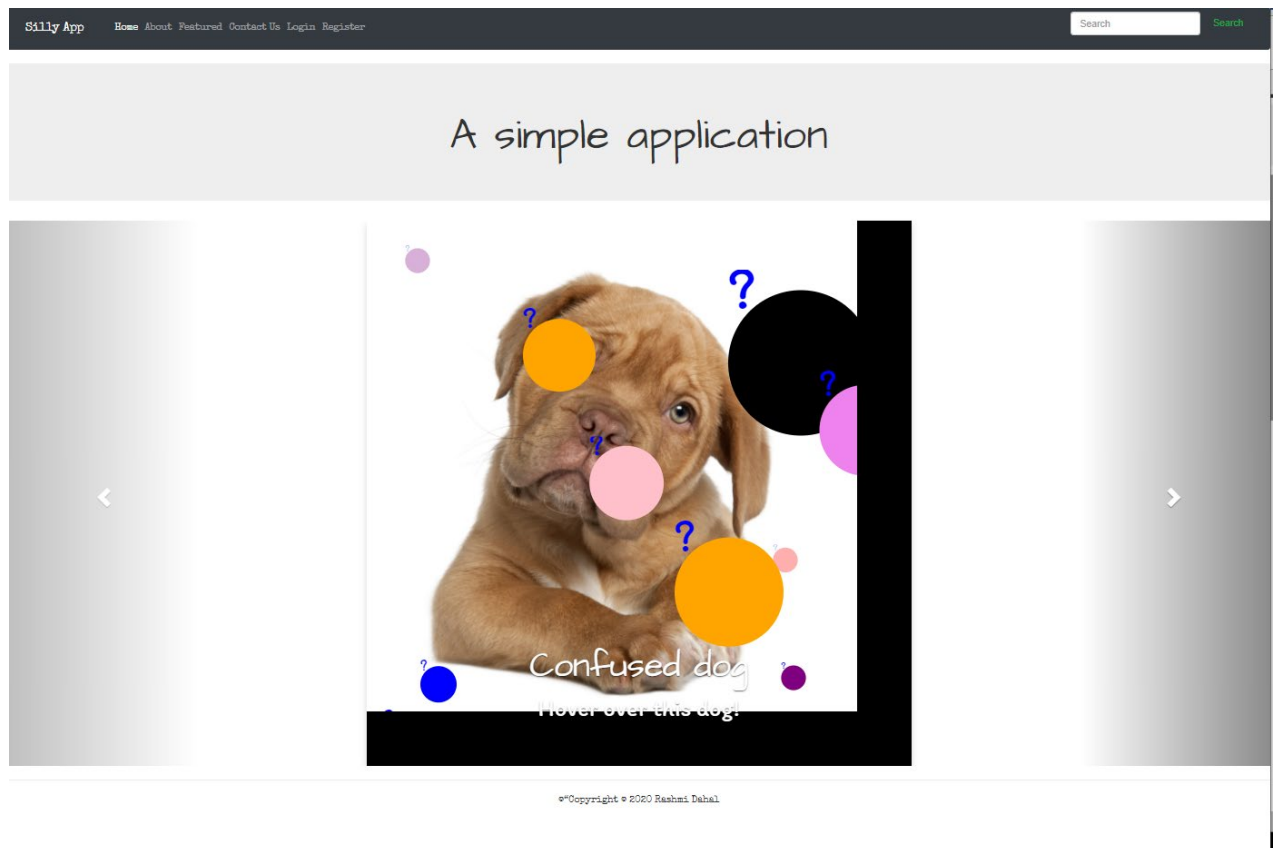 Silly App Home About Featured Contact Us Login Register Search Search
A simple application
?
?
?
?
?
?
?
?
?
Confused dog
Hover over this dog!
©"Copyright © 2020 Rashmi Dahal